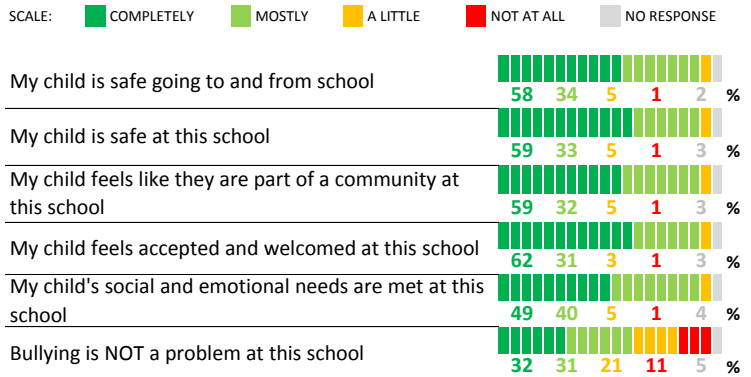 SCALE: COMPLETELY MOSTLY A LITTLE NOT AT ALL NO RESPONSE
My child is safe going to and from school
58 34 5 1 2 %
My child is safe at this school
59 33 5 1 3 %
My child feels like they are part of a community at
this school
59 32 5 1 3 %
My child feels accepted and welcomed at this school
62 31 3 1 3 %
My child's social and emotional needs are met at this
school
49 40 5 1 4 %
Bullying is NOT a problem at this school
32 31 21 11 5 %